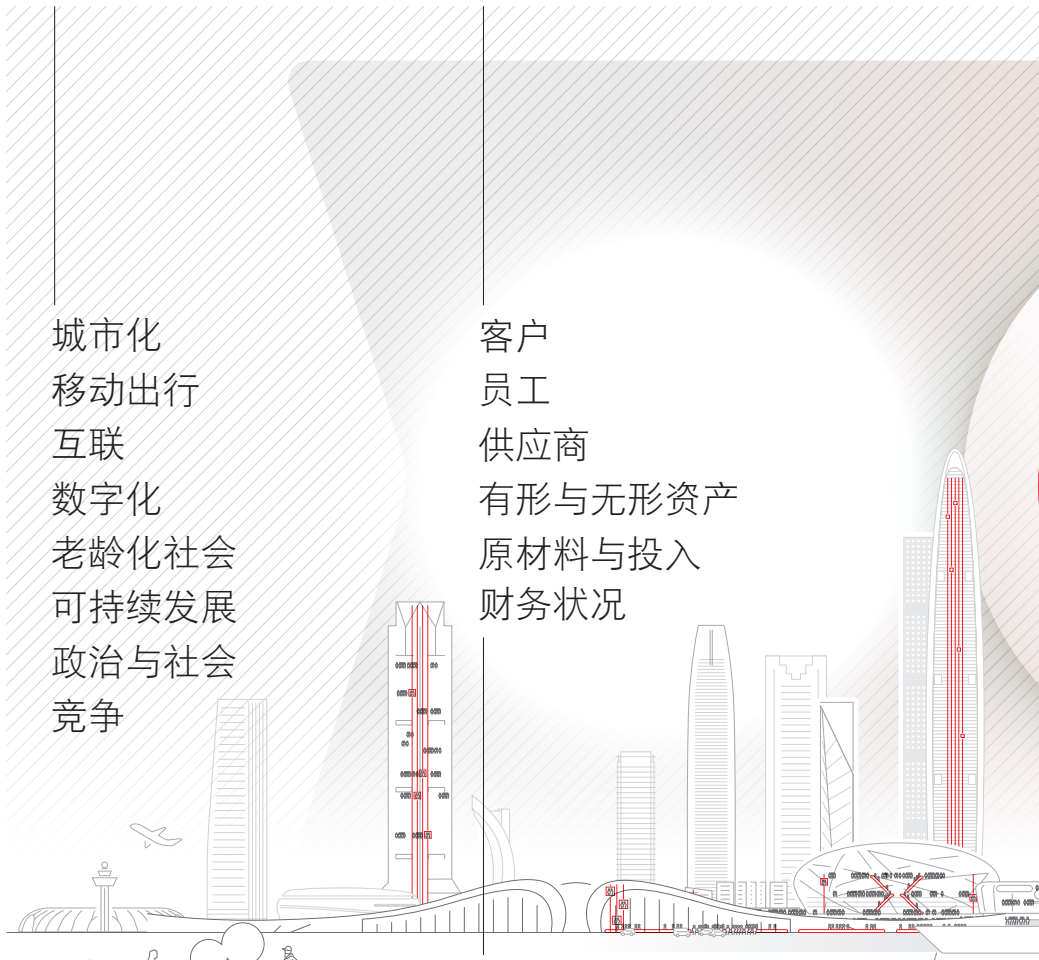 城市化
移动出行
互联
数字化
老龄化社会
可持续发展
政治与社会
竞争
客户
员工
供应商
有形与无形资产
原材料与投入
财务状况